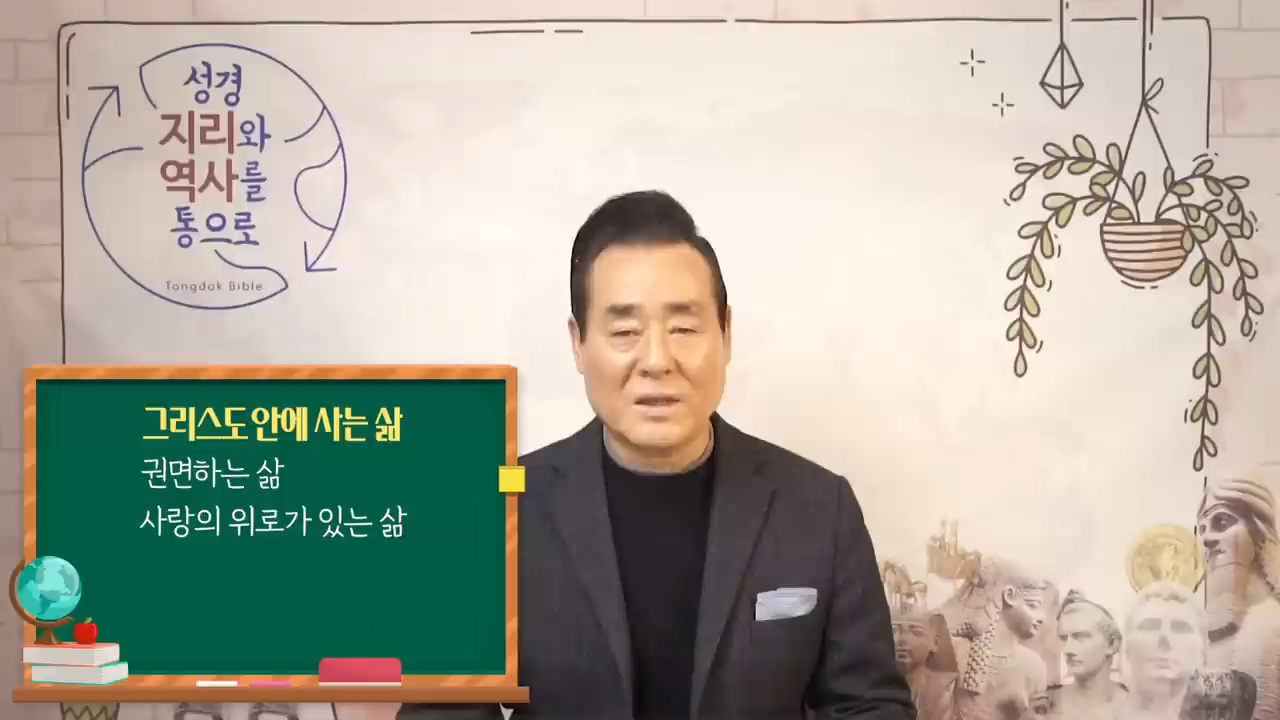 성경
지리와
역사를
통으로
Tongdok Bible
그리스도 안에 사는 삶
권면하는 삶
사랑의 위로가 있는 삶